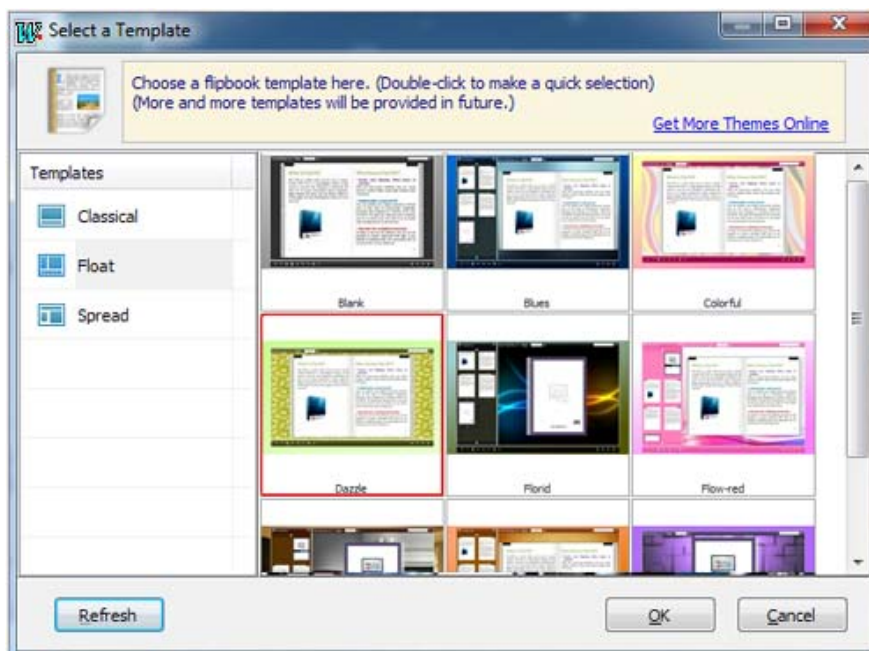 Select a Template
Choose a flipbook template here. (Double-click to make a quick selection)
(More and more templates will be provided in future.)
Get More Themes Online
Templates
Classical
Float
Spread
Blank
Blues
Colorful
Dazzle
Florid
Flow-red
Refresh
OK
Cancel